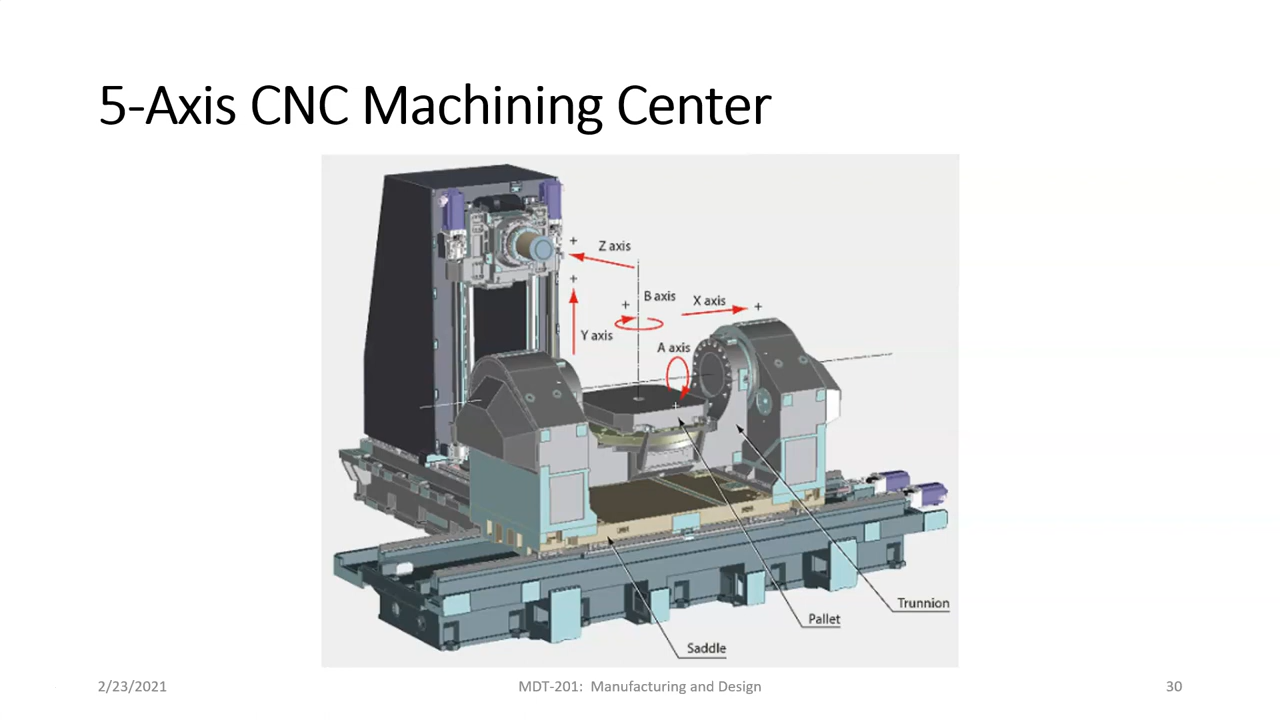 5-Axis CNC Machining Center
+
Z axis
+
B axis
+
X axis
+
Y axis
A axis
+
Trunnion
Pallet
Saddle
2/23/2021
MDT-201: Manufacturing and Design
30